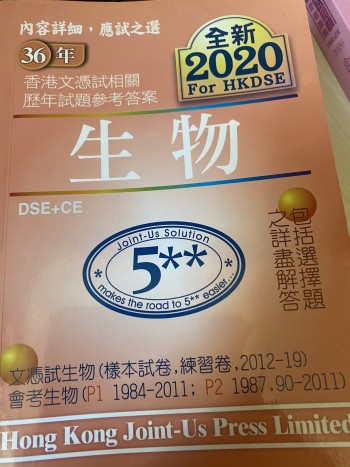 內容詳細，應試之選
36年
香港文憑試相關
歷年試題參考答案
全新
2020
For HKDSE
生物
DSE+CE
Joint-Us Solution
5**
* makes the road to 5** easier... *
包括選擇題
之詳盡解答
文憑試生物(樣本試卷,練習卷,2012-19)
會考生物(P1 1984-2011; P2 1987,90-2011)
Hong Kong Joint-Us Press Limited